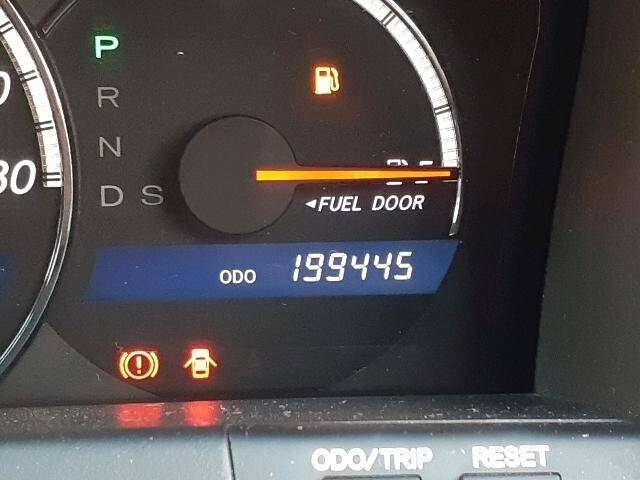 P
R
N
D S
E
◄FUEL DOOR
ODO 199445
ODO/TRIP RESET